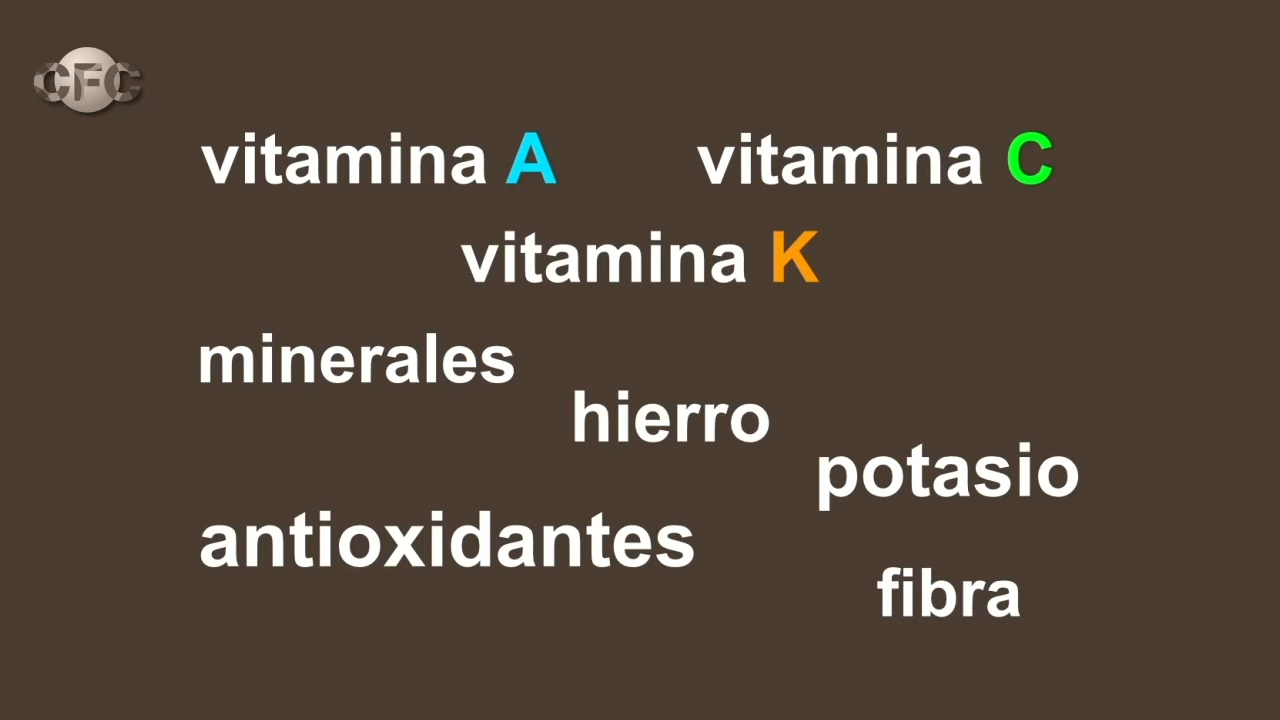 CFC
vitamina A
vitamina C
vitamina K
minerales
hierro
potasio
antioxidantes
fibra